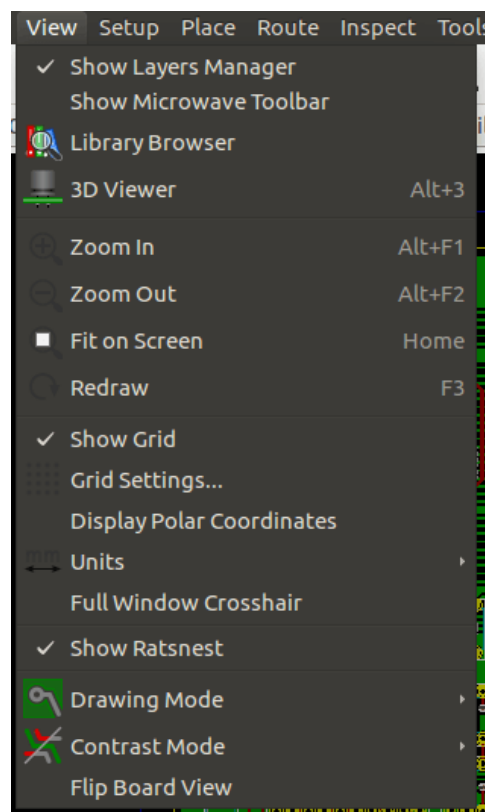 View Setup Place Route Inspect Tools
Show Layers Manager
Show Microwave Toolbar
Library Browser
3D Viewer Alt+3
Zoom In Alt+F1
Zoom Out Alt+F2
Fit on Screen Home
Redraw F3
Show Grid
Grid Settings...
Display Polar Coordinates
mm
Units
Full Window Crosshair
Show Ratsnest
Drawing Mode
Contrast Mode
Flip Board View